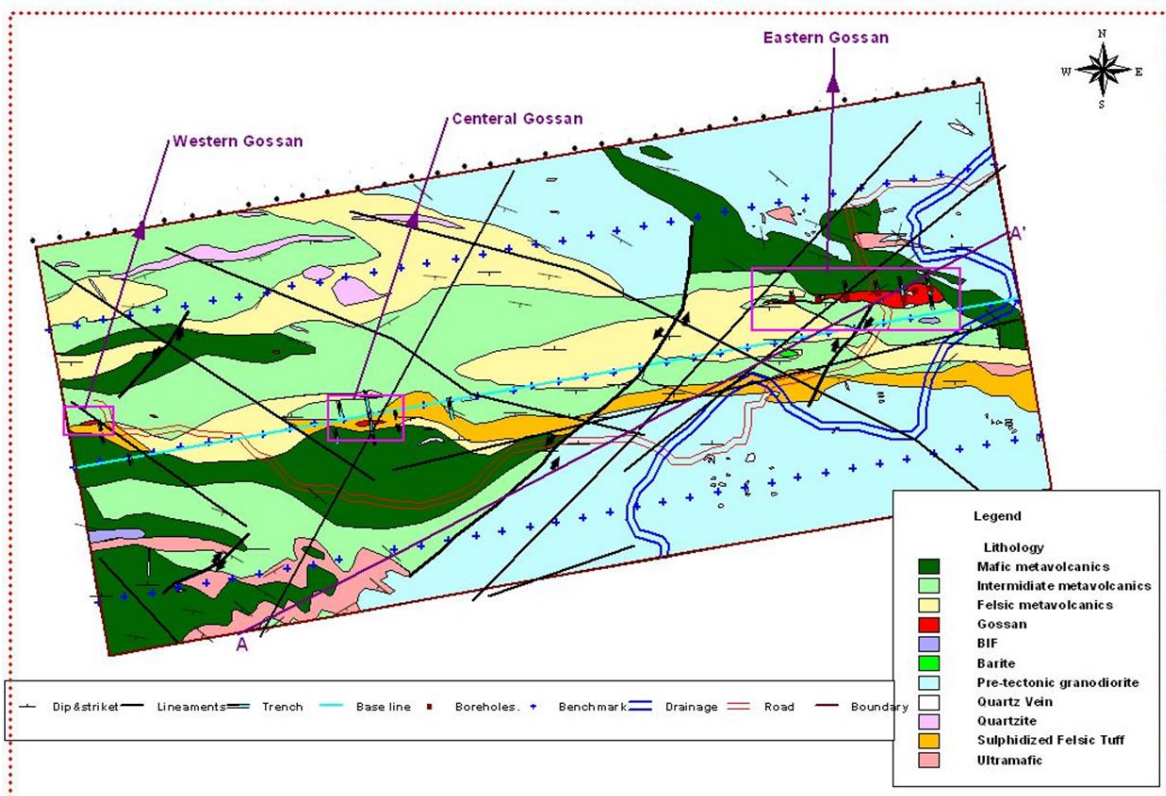 Eastern Gossan
N
W E
S
Centeral Gossan
Western Gossan
A'
A
Legend
Lithology
Mafic metavolcanics
Intermidiate metavolcanics
Felsic metavolcanics
Gossan
BIF
Barite
Pre-tectonic granodiorite
Quartz Vein
Quartzite
Sulphidized Felsic Tuff
Ultramafic
Dip&striket Lineaments Trench Base line Boreholes. Benchmark Drainage Road Boundary